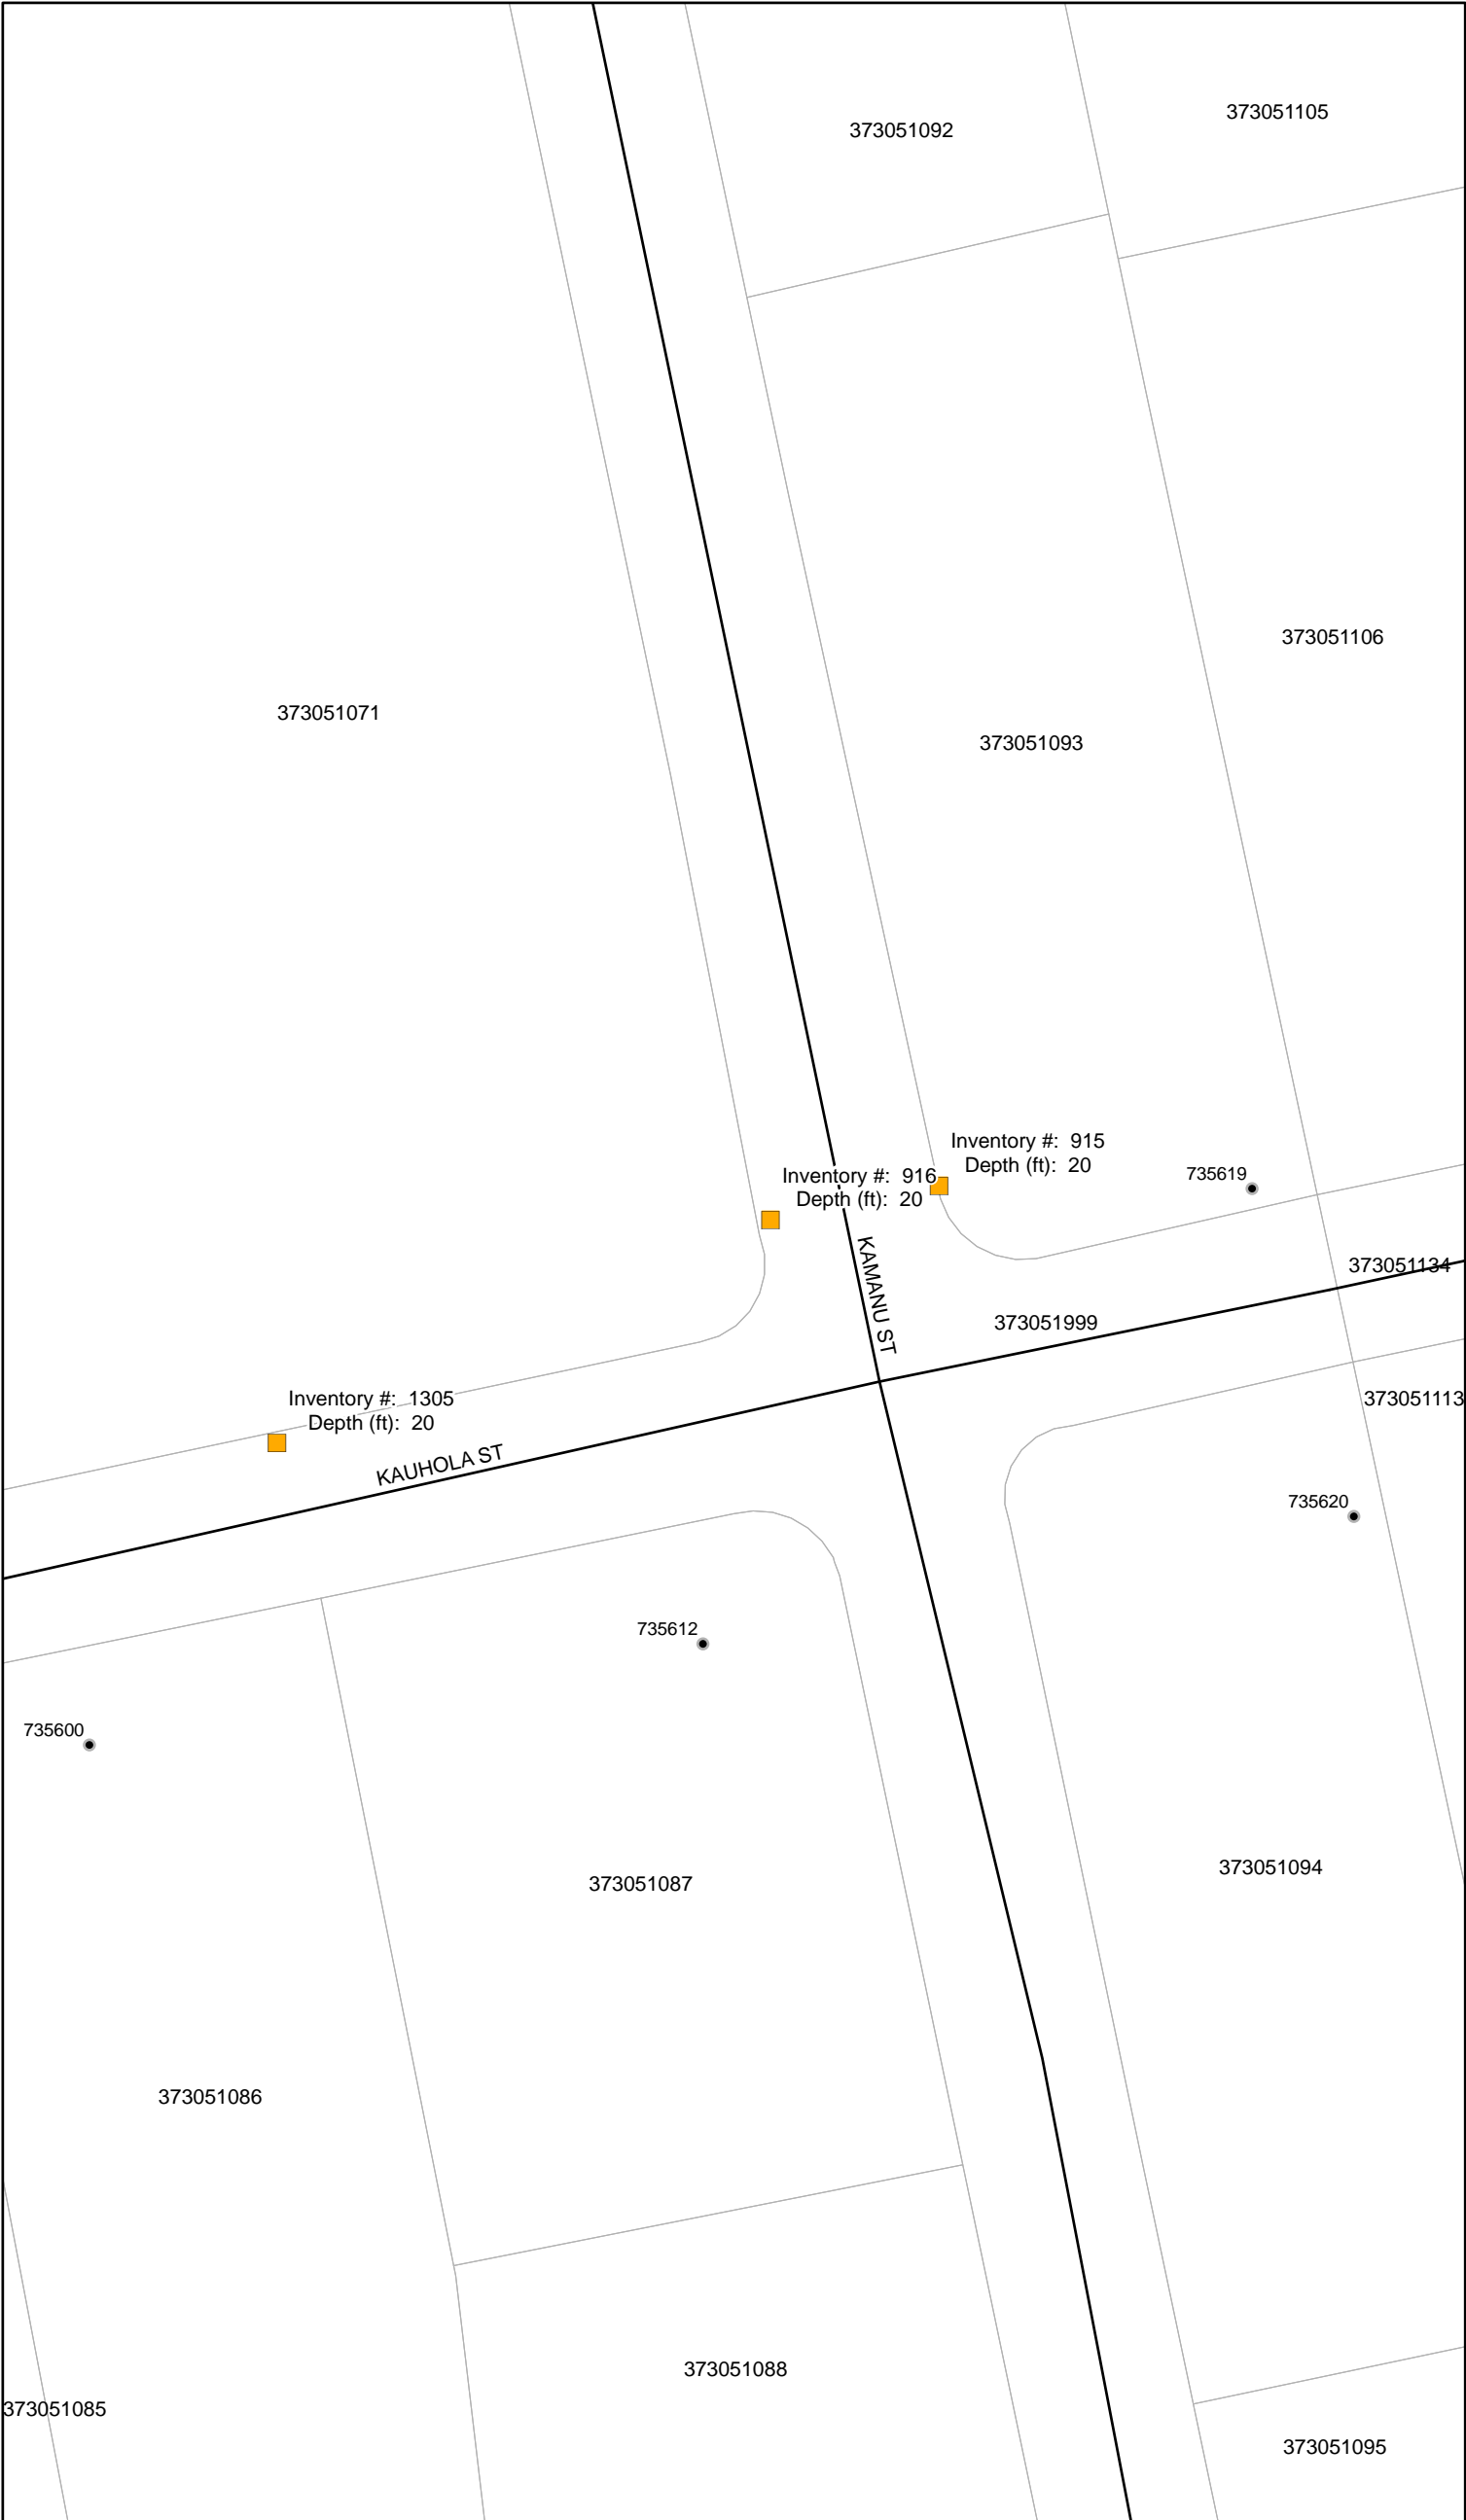 373051105
373051092
373051106
373051071
373051093
Inventory #:  915
Depth (ft):  20
735619
Inventory #:  916
Depth (ft):  20
KAMANU ST
373051134
373051999
Inventory #:  1305
Depth (ft):  20
373051113
KAUHOLA ST
735620
735612
735600
373051094
373051087
373051086
373051088
373051085
373051095